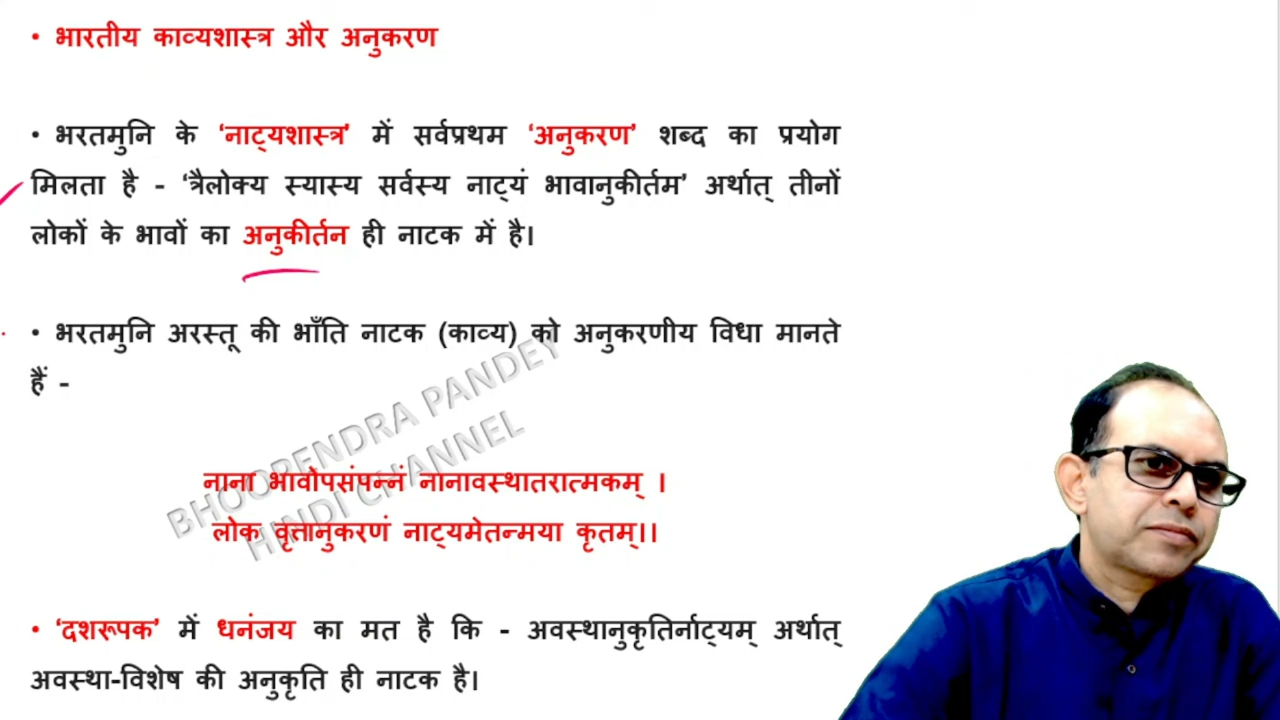 • भारतीय काव्यशास्त्र और अनुकरण
• भरतमुनि के ‘नाट्यशास्त्र’ में सर्वप्रथम ‘अनुकरण’ शब्द का प्रयोग
मिलता है - ‘त्रैलोक्य स्यास्य सर्वस्य नाट्यं भावानुकीर्तम’ अर्थात् तीनों
लोकों के भावों का अनुकीर्तन ही नाटक में है।
• भरतमुनि अरस्तू की भाँति नाटक (काव्य) को अनुकरणीय विधा मानते
हैं -
BHOOPENDRA PANDEY
HINDI CHANNEL
नाना भावोपसंपन्नं नानावस्थातरात्मकम् ।
लोक वृत्तानुकरणं नाट्यमेतन्मया कृतम्।।
• ‘दशरूपक’ में धनंजय का मत है कि - अवस्थानुकृतिर्नाट्यम् अर्थात्
अवस्था-विशेष की अनुकृति ही नाटक है।